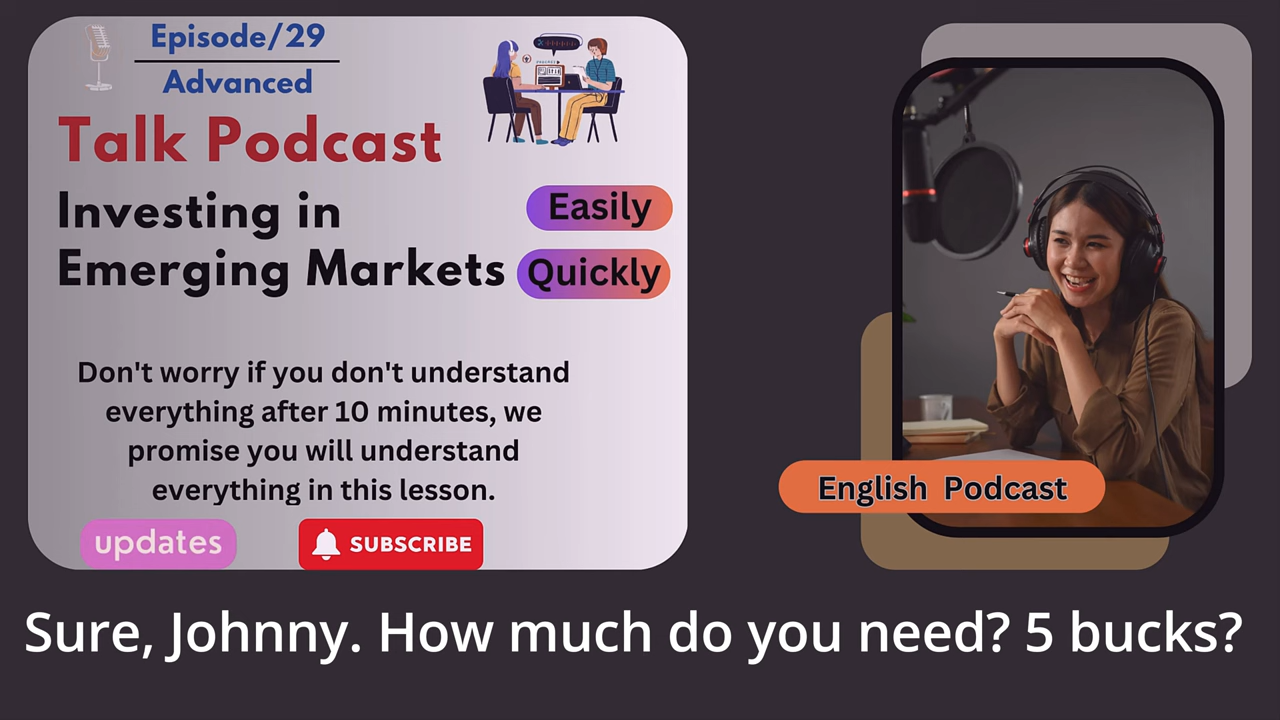 Episode/29
Advanced
Talk Podcast
Investing in
Emerging Markets
Easily
Quickly
Don't worry if you don't understand
everything after 10 minutes, we
promise you will understand
everything in this lesson.
updates
SUBSCRIBE
English Podcast
Sure, Johnny. How much do you need? 5 bucks?